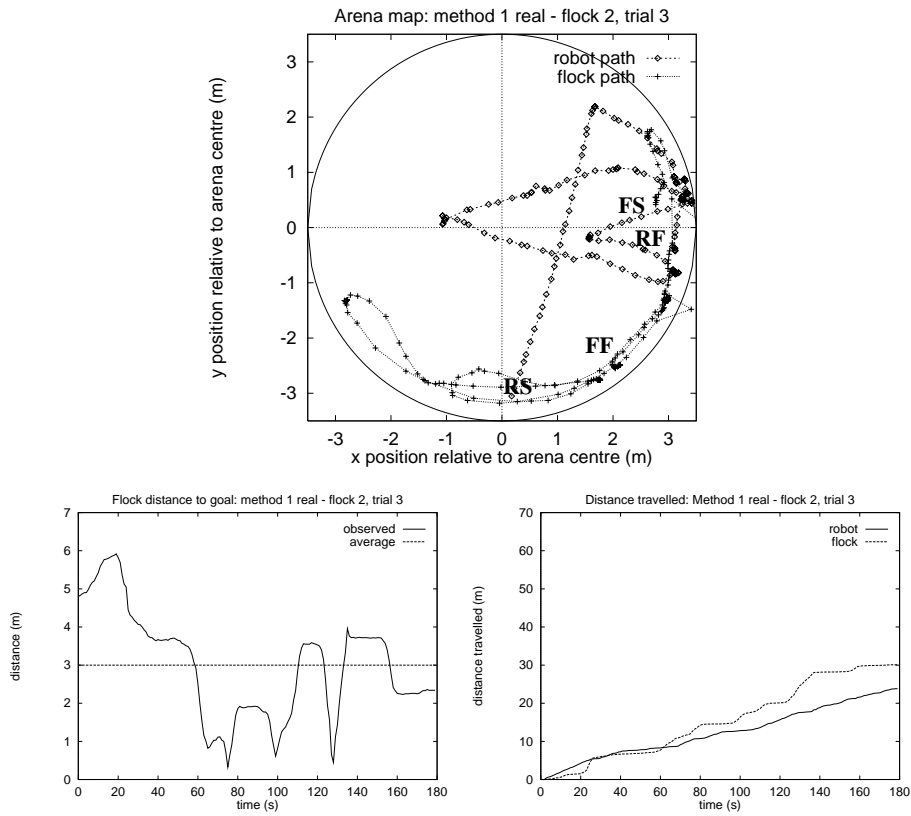 Arena map: method 1 real - flock 2, trial 3
robot path
flock path
3
2
1
0
-1
-2
-3
y position relative to arena centre (m)
FS
RF
FF
RS
-3 -2 -1 0 1 2 3
x position relative to arena centre (m)
Flock distance to goal: method 1 real - flock 2, trial 3
observed
average
7
6
5
4
3
2
1
0
distance (m)
0 20 40 60 80 100 120 140 160 180
time (s)
Distance travelled: Method 1 real - flock 2, trial 3
robot
flock
70
60
50
40
30
20
10
0
distance travelled (m)
0 20 40 60 80 100 120 140 160 180
time (s)